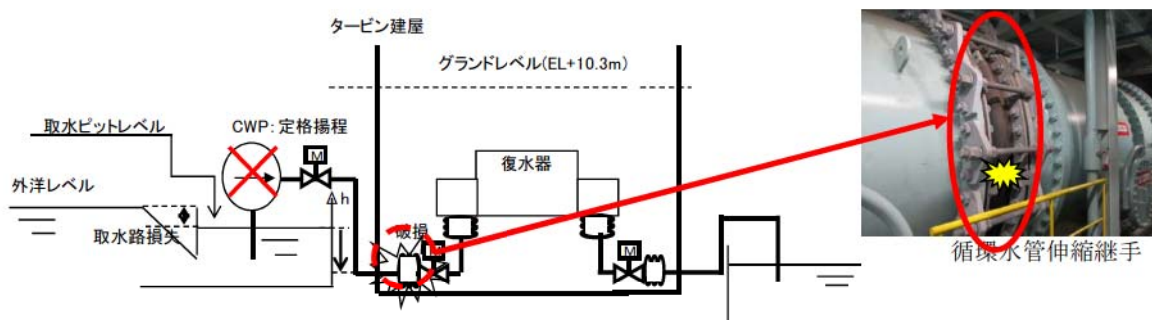 タービン建屋
グランドレベル(EL+10.3m)
取水ピットレベル
CWP:定格揚程
M
外洋レベル
復水器
Δh
取水路損失
破損
M
M
循環水管伸縮継手